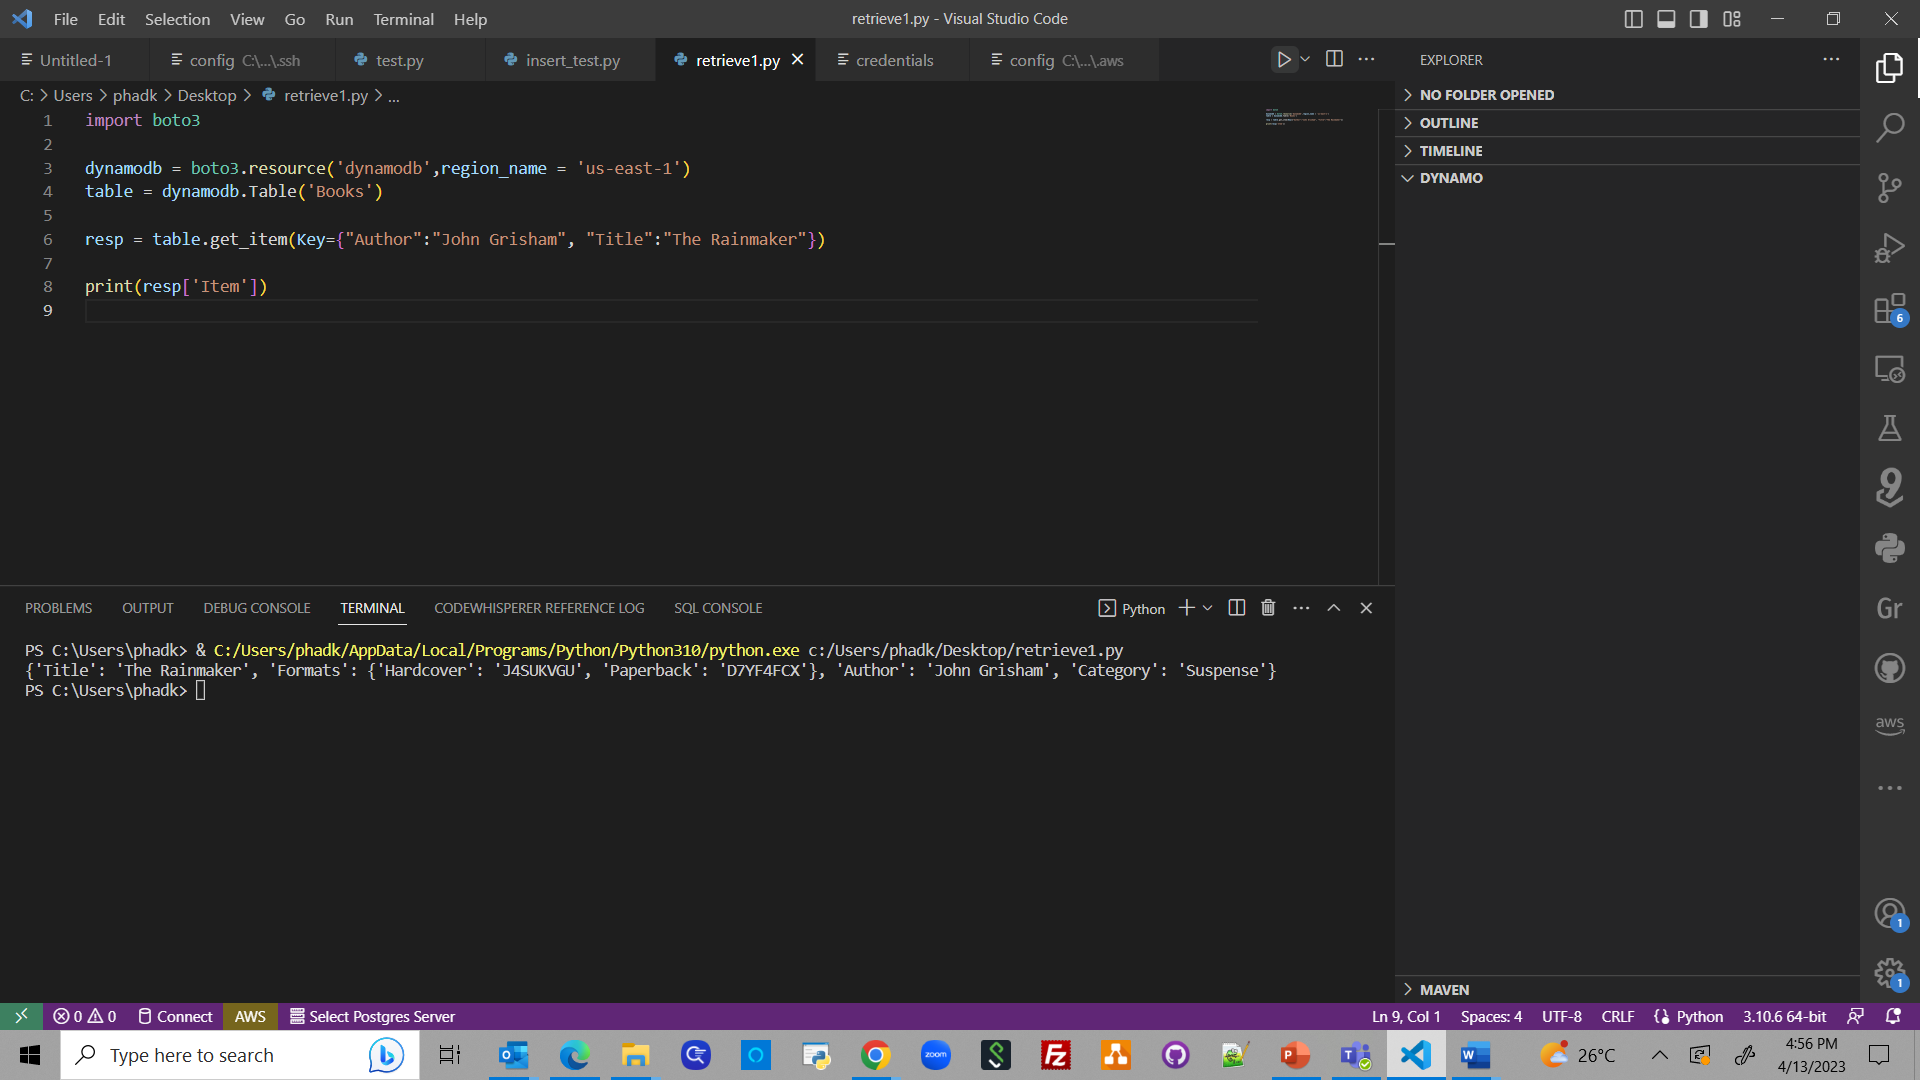 File Edit Selection View Go Run Terminal Help
retrieve1.py - Visual Studio Code
Untitled-1
config C:\...\.ssh
test.py
insert_test.py
retrieve1.py
credentials
config C:\...\.aws
C: > Users > phadk > Desktop > retrieve1.py > ...
1 import boto3
2
3 dynamodb = boto3.resource('dynamodb',region_name = 'us-east-1')
4 table = dynamodb.Table('Books')
5
6 resp = table.get_item(Key={"Author":"John Grisham", "Title":"The Rainmaker"})
7
8 print(resp['Item'])
9
EXPLORER
NO FOLDER OPENED
OUTLINE
TIMELINE
DYNAMO
MAVEN
6
Gr
aws
1
1
PROBLEMS OUTPUT DEBUG CONSOLE TERMINAL CODEWHISPERER REFERENCE LOG SQL CONSOLE
Python
PS C:\Users\phadk> & C:/Users/phadk/AppData/Local/Programs/Python/Python310/python.exe c:/Users/phadk/Desktop/retrieve1.py
{'Title': 'The Rainmaker', 'Formats': {'Hardcover': 'J4SUKVGU', 'Paperback': 'D7YF4FCX'}, 'Author': 'John Grisham', 'Category': 'Suspense'}
PS C:\Users\phadk>
0 0 Connect AWS Select Postgres Server
Ln 9, Col 1 Spaces: 4 UTF-8 CRLF Python 3.10.6 64-bit
Type here to search
zoom
26°C
4:56 PM
4/13/2023